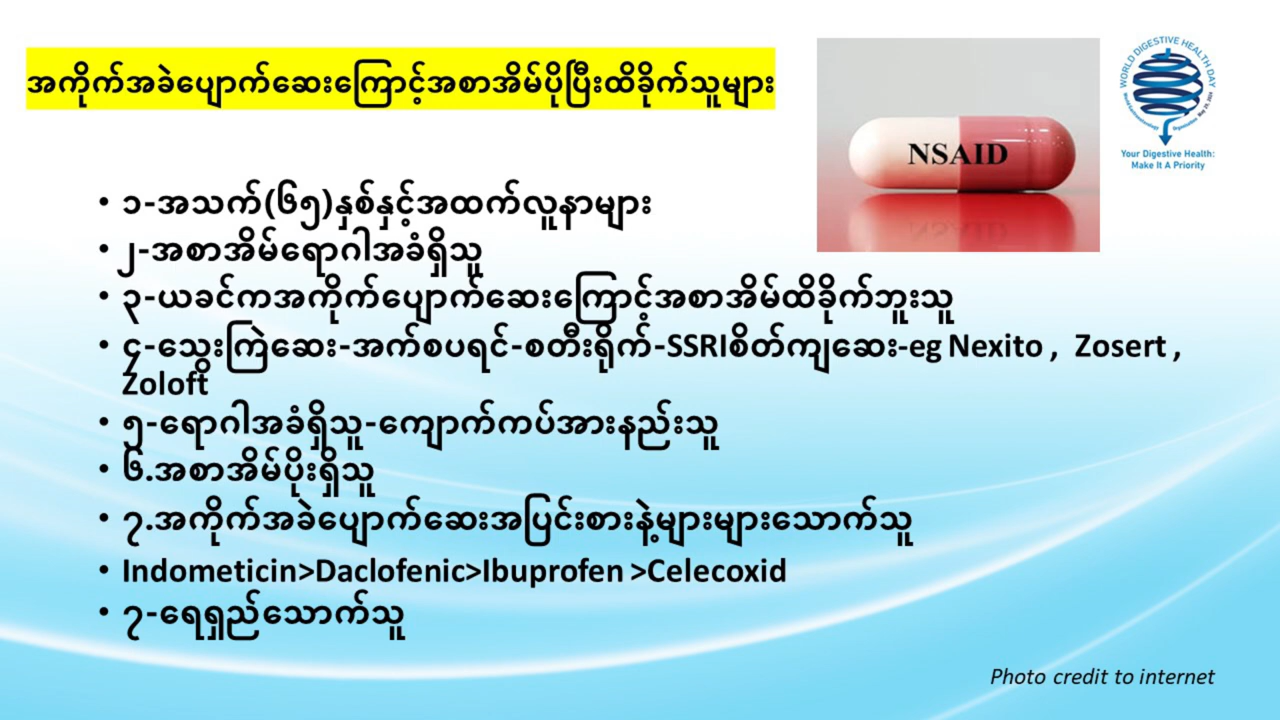 အကိုက်အခဲပျောက်ဆေးကြောင့်အစာအိမ်ပိုပြီးထိခိုက်သူများ
NSAID
WORLD DIGESTIVE HEALTH DAY
World Gastroenterology Organisation May 29, 2024
Your Digestive Health:
Make It A Priority
• ၁-အသက်(၆၅)နှစ်နှင့်အထက်လူနာများ
• ၂-အစာအိမ်ရောဂါအခံရှိသူ
• ၃-ယခင်ကအကိုက်ပျောက်ဆေးကြောင့်အစာအိမ်ထိခိုက်ဘူးသူ
• ၄-သွေးကြဲဆေး-အက်စပရင်-စတီးရိုက်-SSRIစိတ်ကျဆေး-eg Nexito , Zosert ,
Zoloft
• ၅-ရောဂါအခံရှိသူ-ကျောက်ကပ်အားနည်းသူ
• ၆.အစာအိမ်ပိုးရှိသူ
• ၇.အကိုက်အခဲပျောက်ဆေးအပြင်းစားနဲ့များများသောက်သူ
• Indometicin>Daclofenic>Ibuprofen >Celecoxid
• ၇-ရေရှည်သောက်သူ
Photo credit to internet